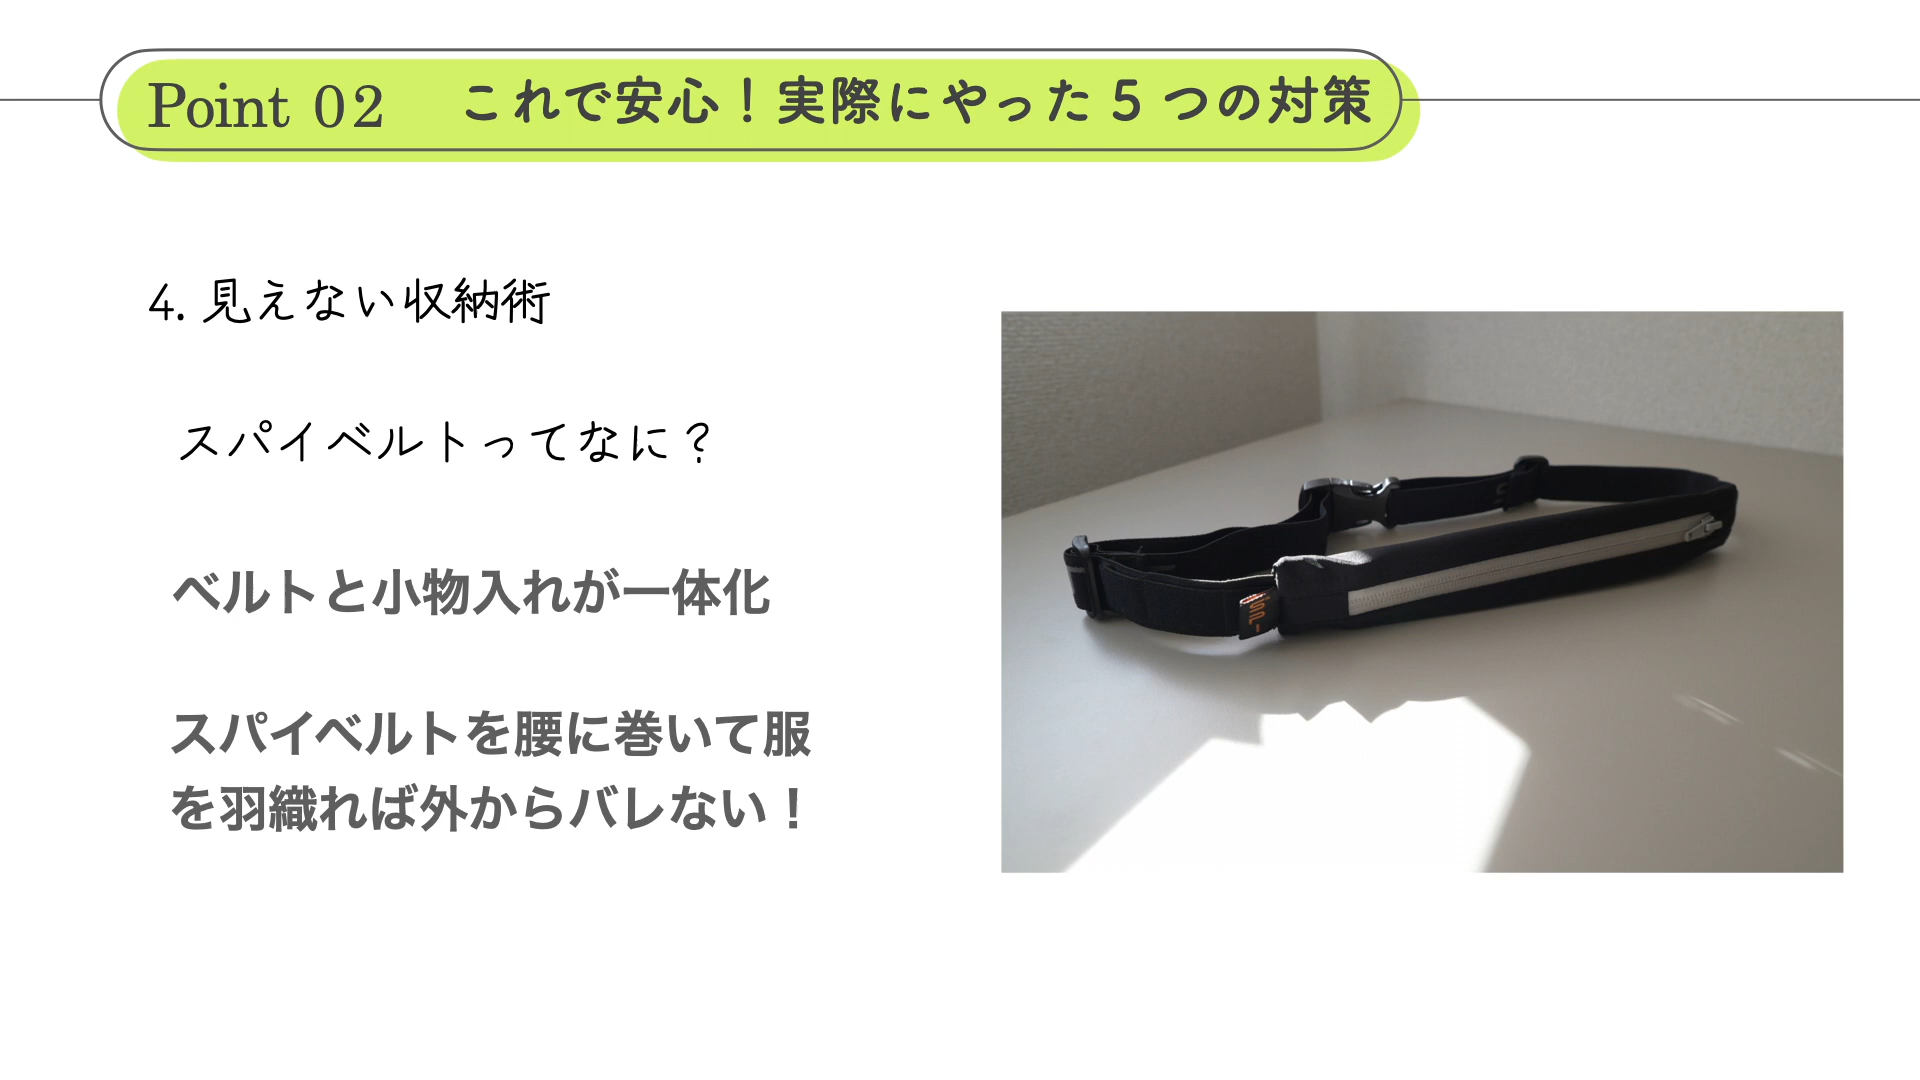 Point 02 これで安心！実際にやった5つの対策
4. 見えない収納術
スパイベルトってなに？
ベルトと小物入れが一体化
スパイベルトを腰に巻いて服
を羽織れば外からバレない！